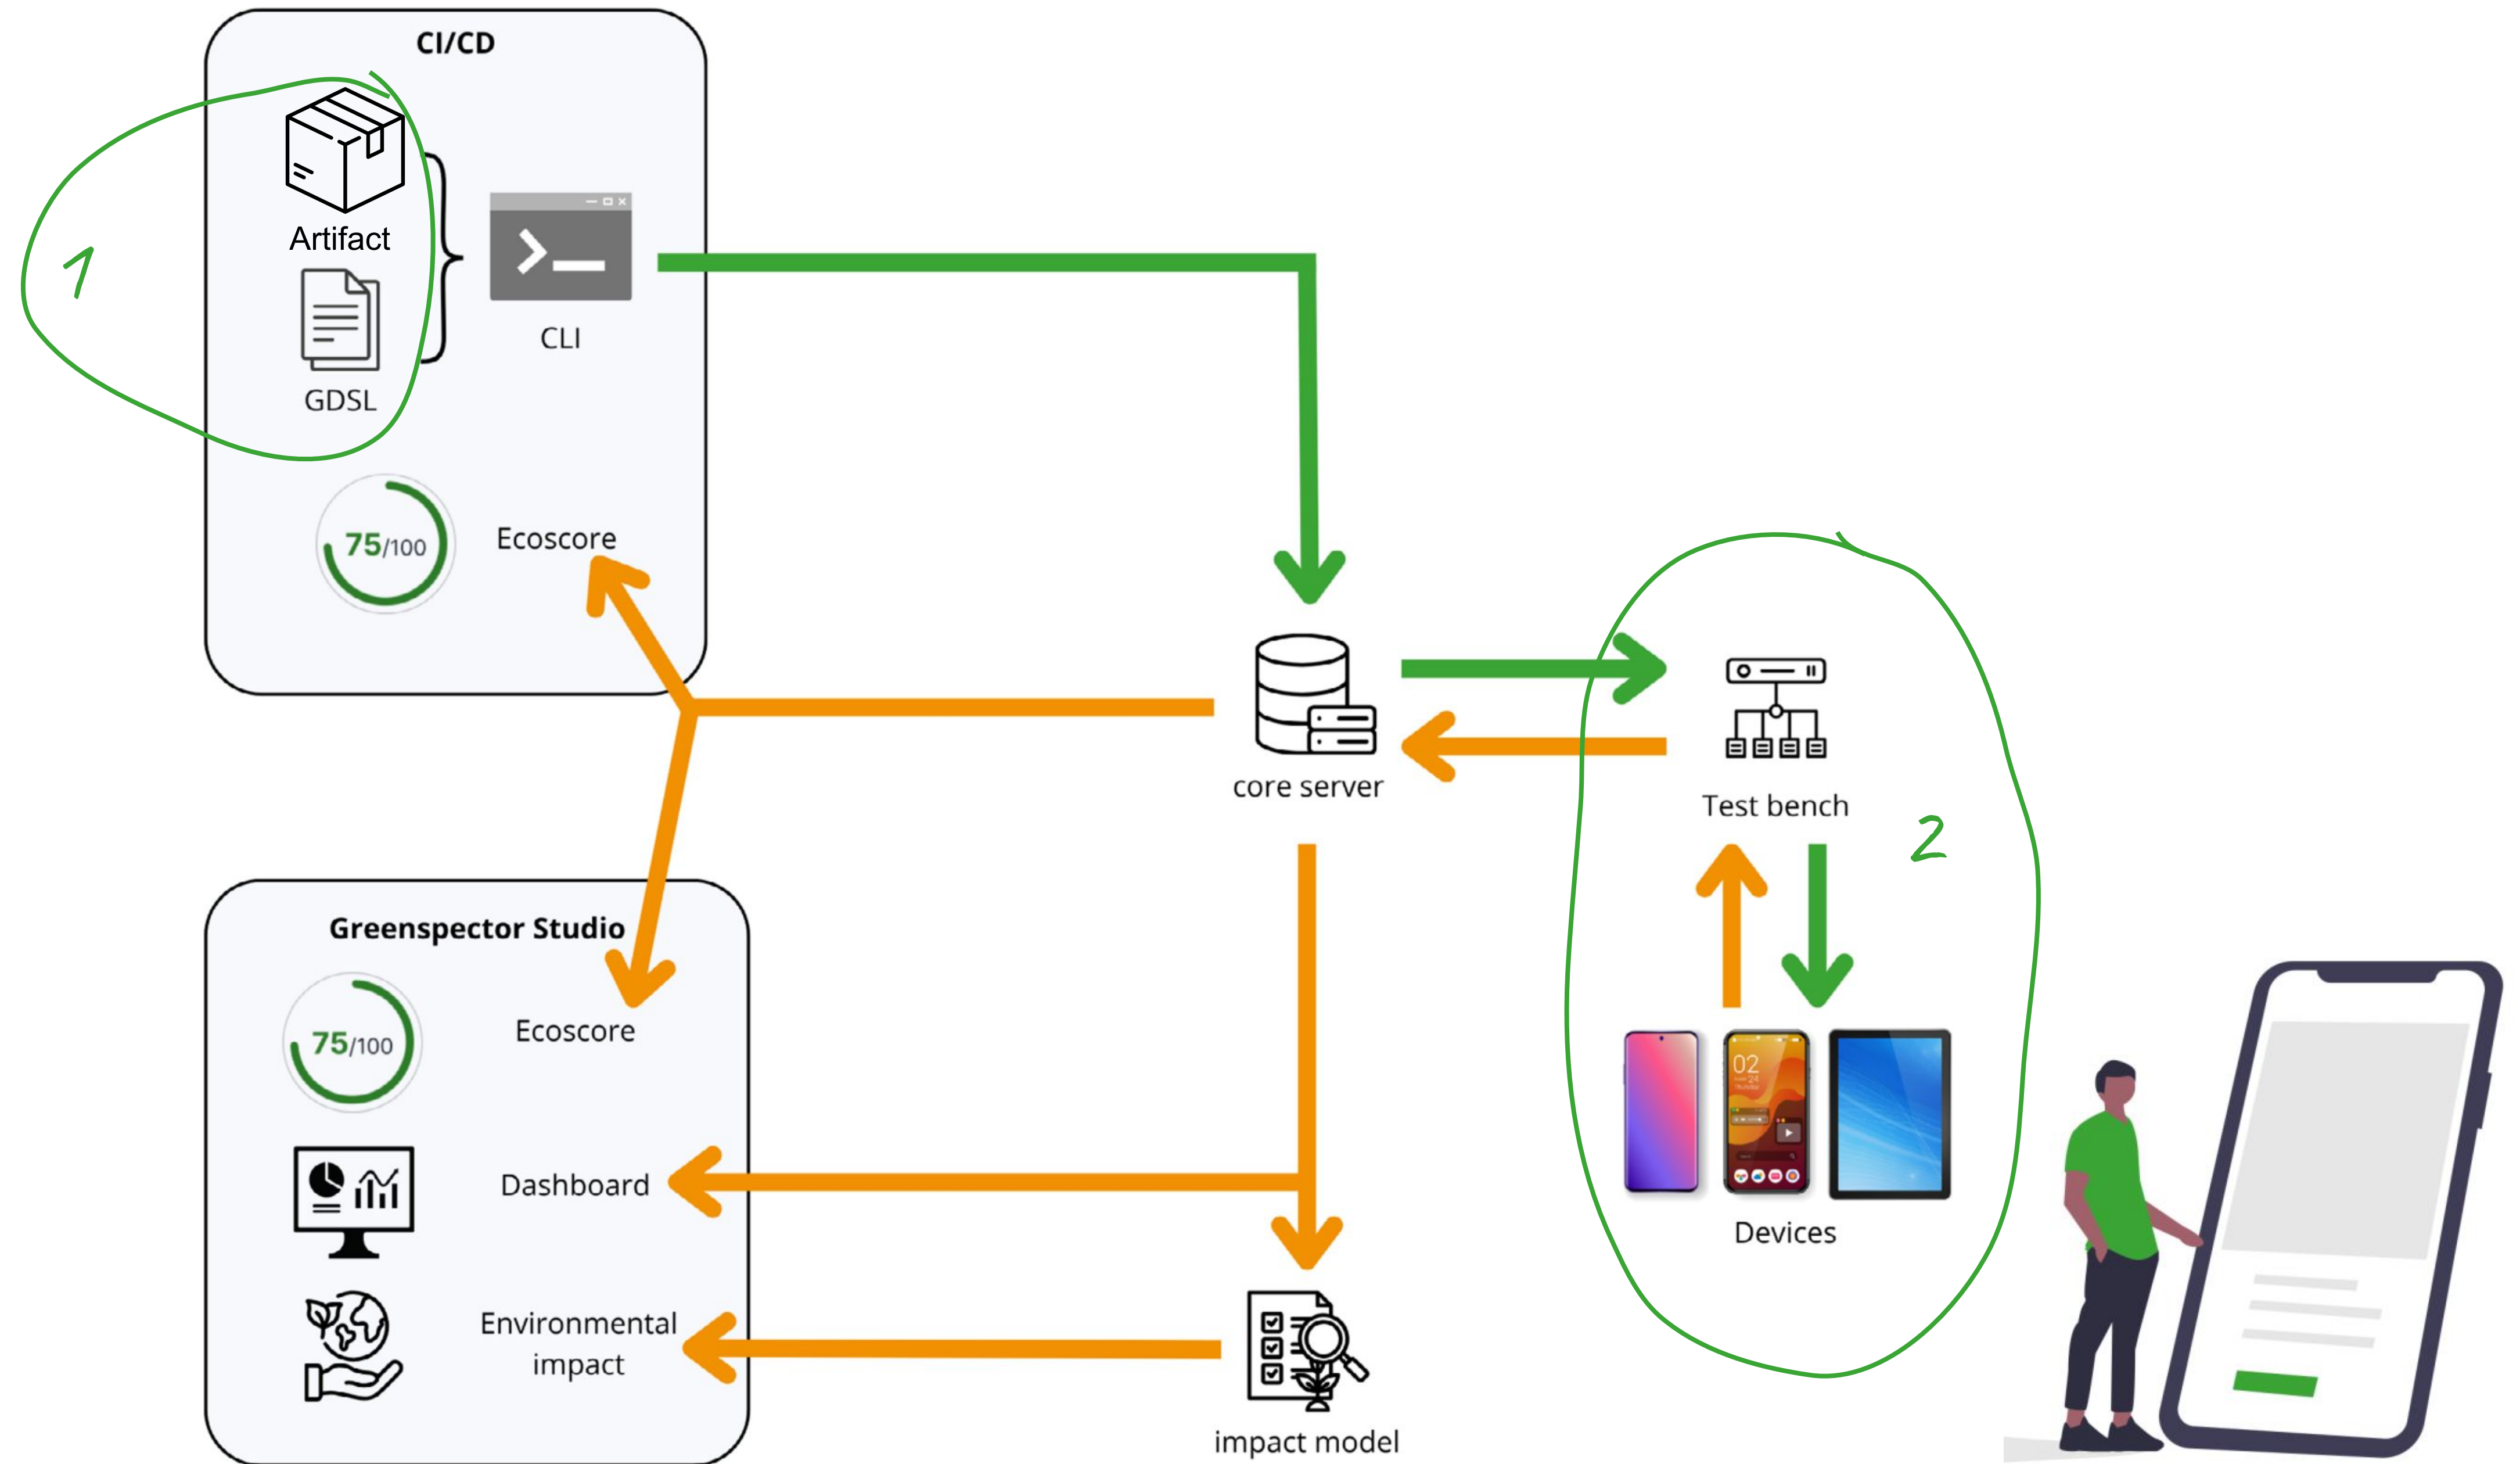 CI/CD
Artifact
1
CLI
GDSL
75/100
Ecoscore
core server
Test bench
2
Greenspector Studio
75/100
Ecoscore
02
Dashboard
Devices
Environmental
impact
impact model